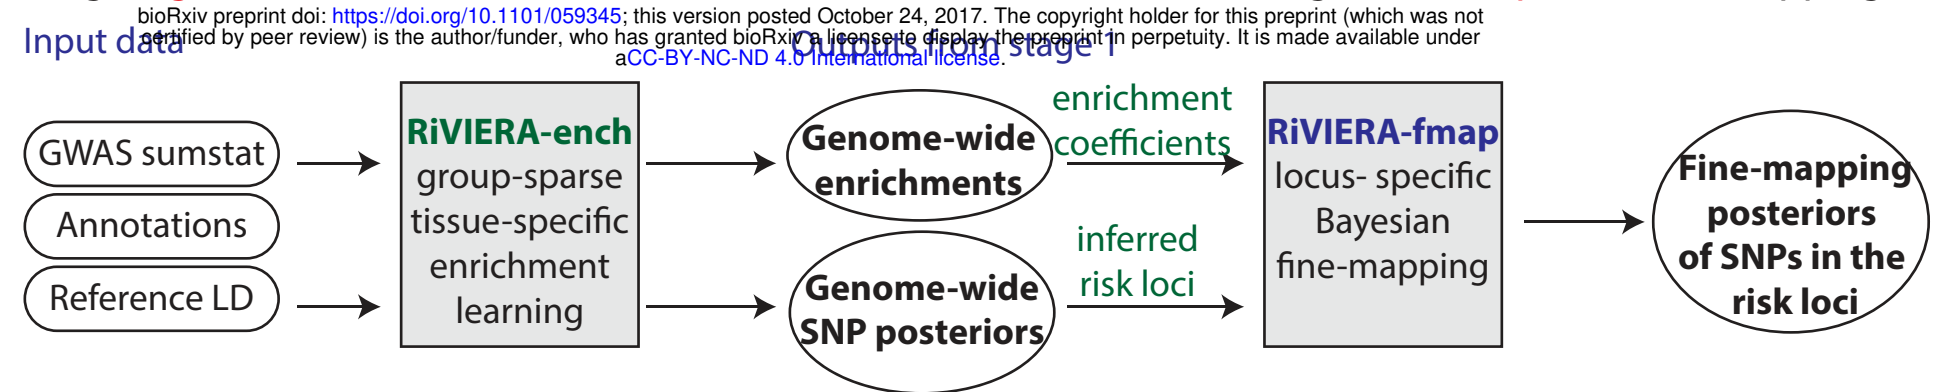 bioRxiv preprint doi: https://doi.org/10.1101/059345; this version posted October 24, 2017. The copyright holder for this preprint (which was not
certified by peer review) is the author/funder, who has granted bioRxiv a license to display the preprint in perpetuity. It is made available under
aCC-BY-NC-ND 4.0 International license.
Input data
Outputs from stage 1
GWAS sumstat
Annotations
Reference LD
RiVIERA-ench
group-sparse
tissue-specific
enrichment
learning
Genome-wide
enrichments
Genome-wide
SNP posteriors
enrichment
coefficients
inferred
risk loci
RiVIERA-fmap
locus- specific
Bayesian
fine-mapping
Fine-mapping
posteriors
of SNPs in the
risk loci